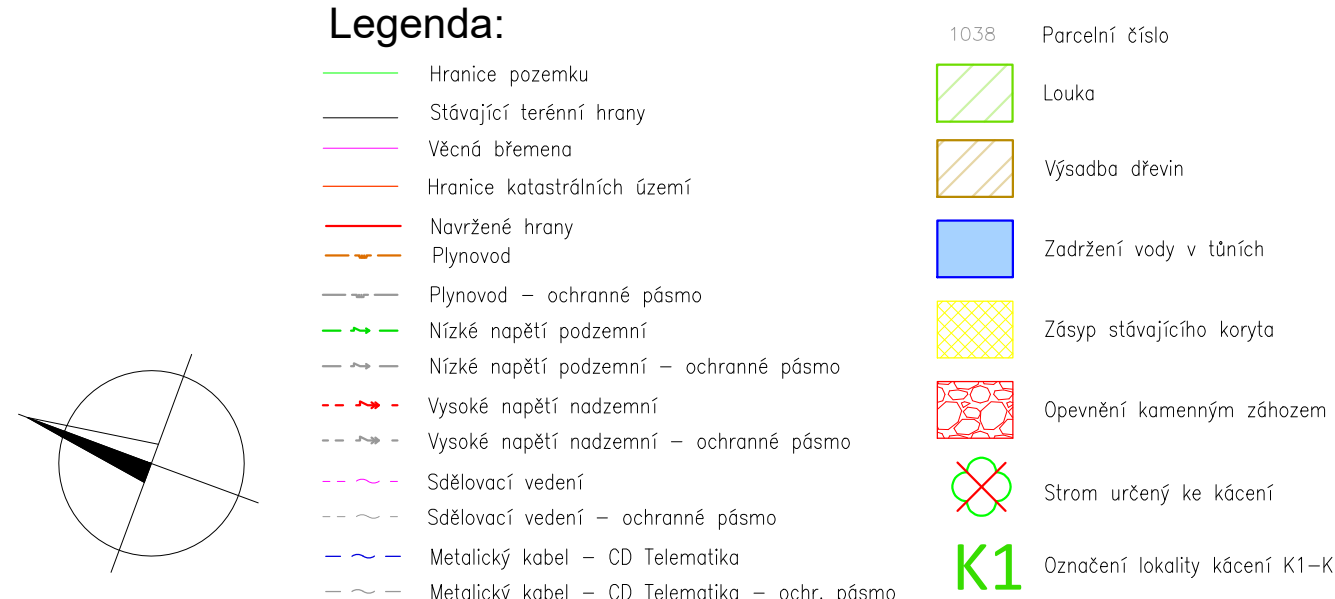 Legenda:
Hranice pozemku
Stávající terénní hrany
Věcná břemena
Hranice katastrálních území
Navržené hrany
Plynovod
Plynovod – ochranné pásmo
Nízké napětí podzemní
Nízké napětí podzemní – ochranné pásmo
Vysoké napětí nadzemní
Vysoké napětí nadzemní – ochranné pásmo
Sdělovací vedení
Sdělovací vedení – ochranné pásmo
Metalický kabel – CD Telematika
Metalický kabel – CD Telematika – ochr. pásmo
1038 Parcelní číslo
Louka
Výsadba dřevin
Zadržení vody v tůních
Zásyp stávajícího koryta
Opevnění kamenným záhozem
Strom určený ke kácení
K1 Označení lokality kácení K1–K